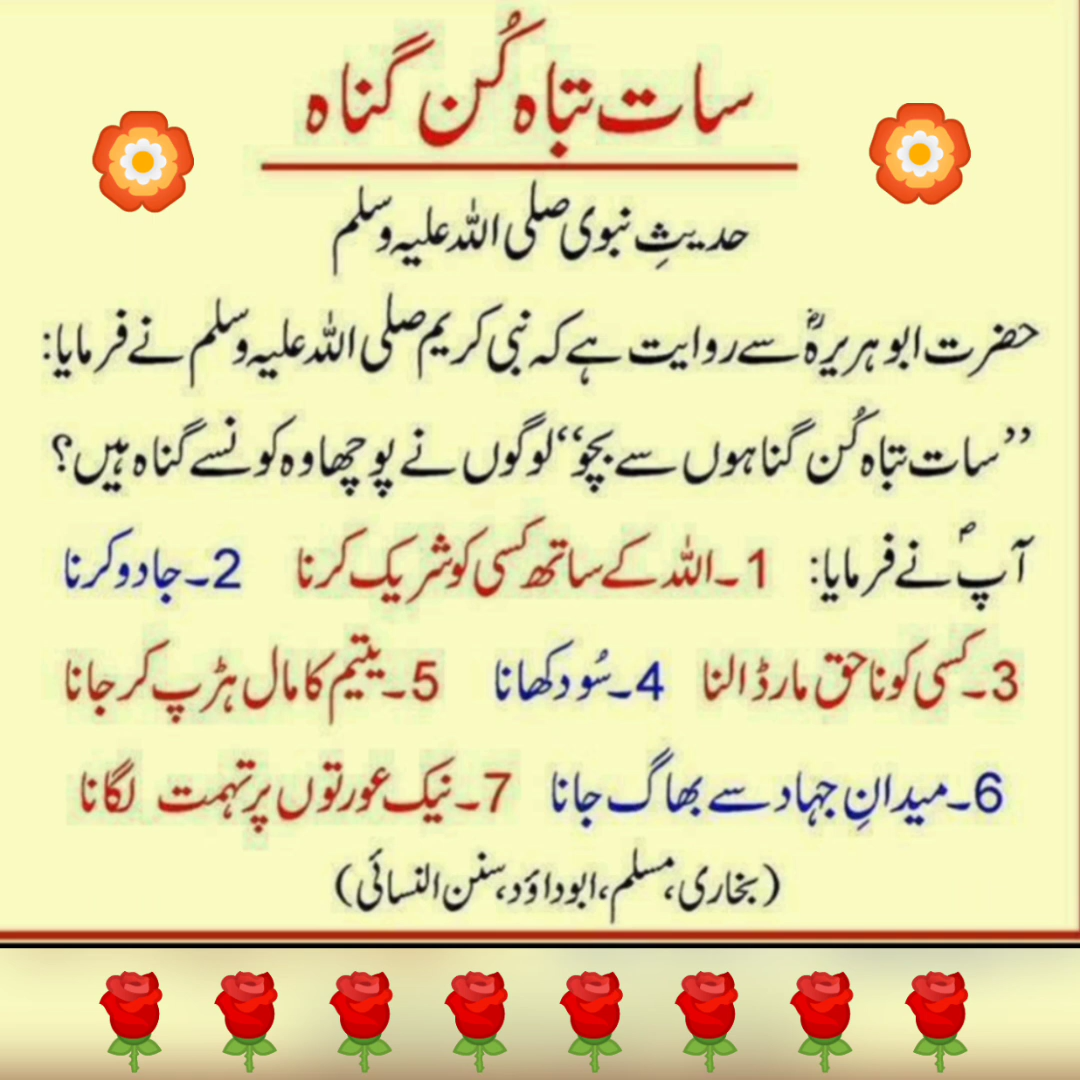 سات تباہ کُن گناہ
حدیثِ نبوی صلی اللہ علیہ وسلم
حضرت ابو ہریرہؓ سے روایت ہے کہ نبی کریم صلی اللہ علیہ وسلم نے فرمایا:
’’سات تباہ کُن گناہوں سے بچو‘‘ لوگوں نے پوچھا وہ کونسے گناہ ہیں؟
آپؐ نے فرمایا: 1۔اللہ کے ساتھ کسی کو شریک کرنا 2۔جادو کرنا
3۔کسی کو ناحق مار ڈالنا 4۔سُود کھانا 5۔یتیم کا مال ہڑپ کر جانا
6۔میدانِ جہاد سے بھاگ جانا 7۔نیک عورتوں پر تہمت لگانا
(بخاری، مسلم، ابوداؤد، سنن النسائی)